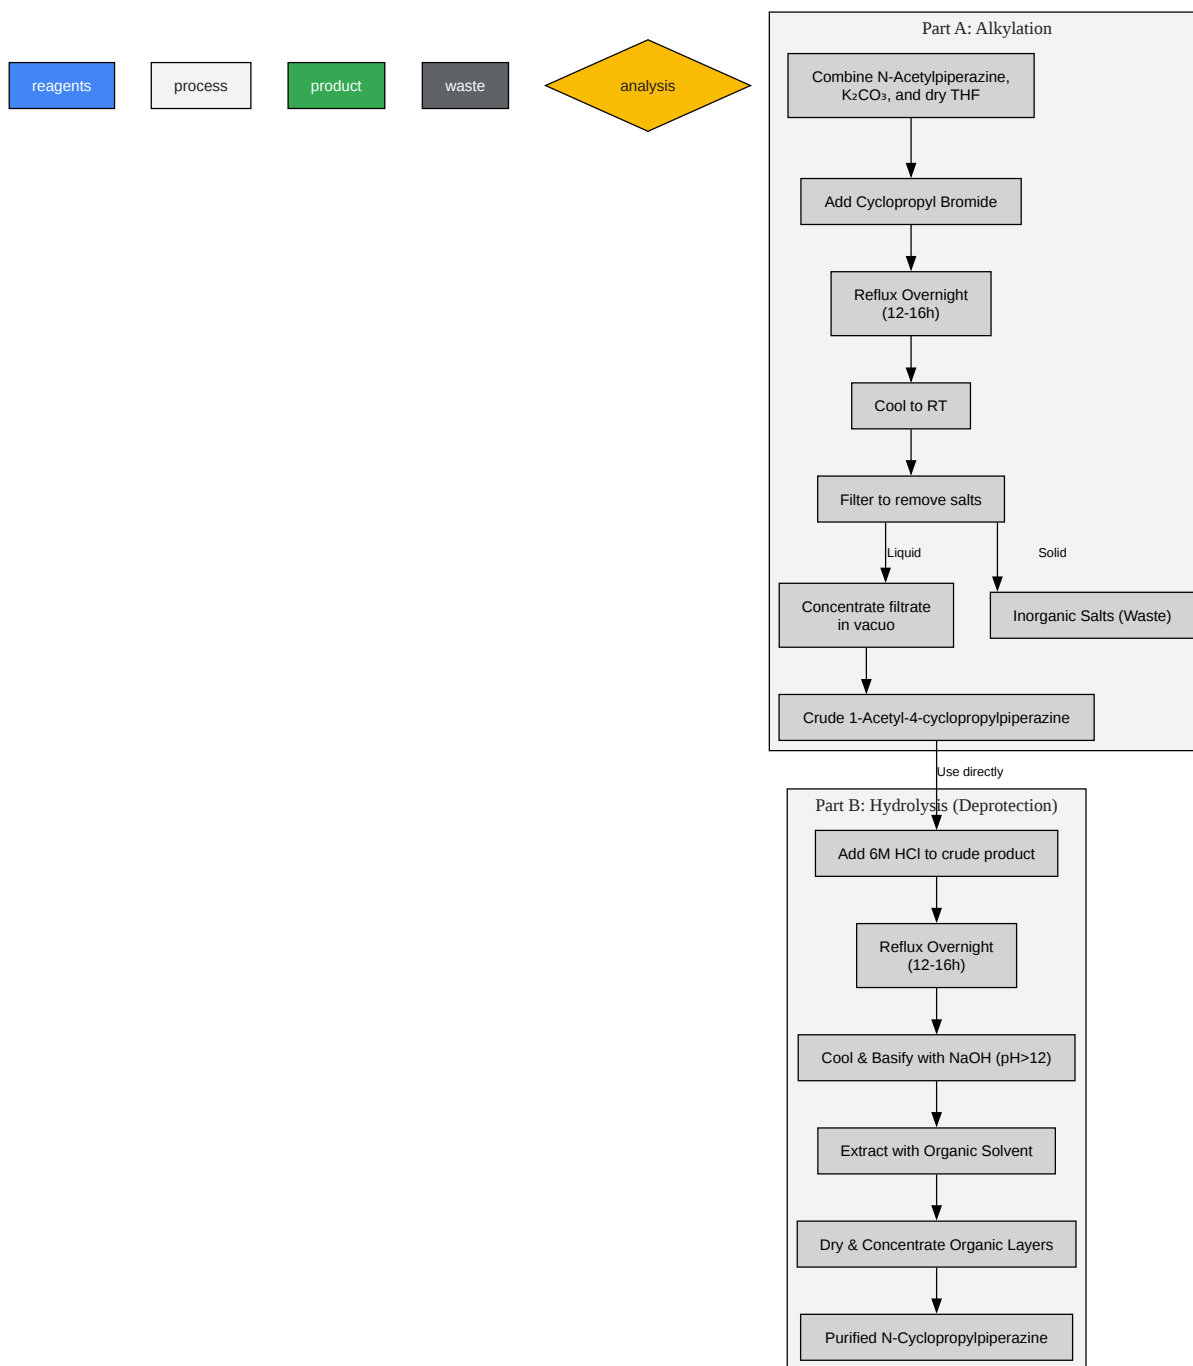 reagents
process
product
waste
analysis
Part A: Alkylation
Combine N-Acetylpiperazine,
K₂CO₃, and dry THF
Add Cyclopropyl Bromide
Reflux Overnight
(12-16h)
Cool to RT
Filter to remove salts
Liquid
Solid
Concentrate filtrate
in vacuo
Inorganic Salts (Waste)
Crude 1-Acetyl-4-cyclopropylpiperazine
Use directly
Part B: Hydrolysis (Deprotection)
Add 6M HCl to crude product
Reflux Overnight
(12-16h)
Cool & Basify with NaOH (pH>12)
Extract with Organic Solvent
Dry & Concentrate Organic Layers
Purified N-Cyclopropylpiperazine